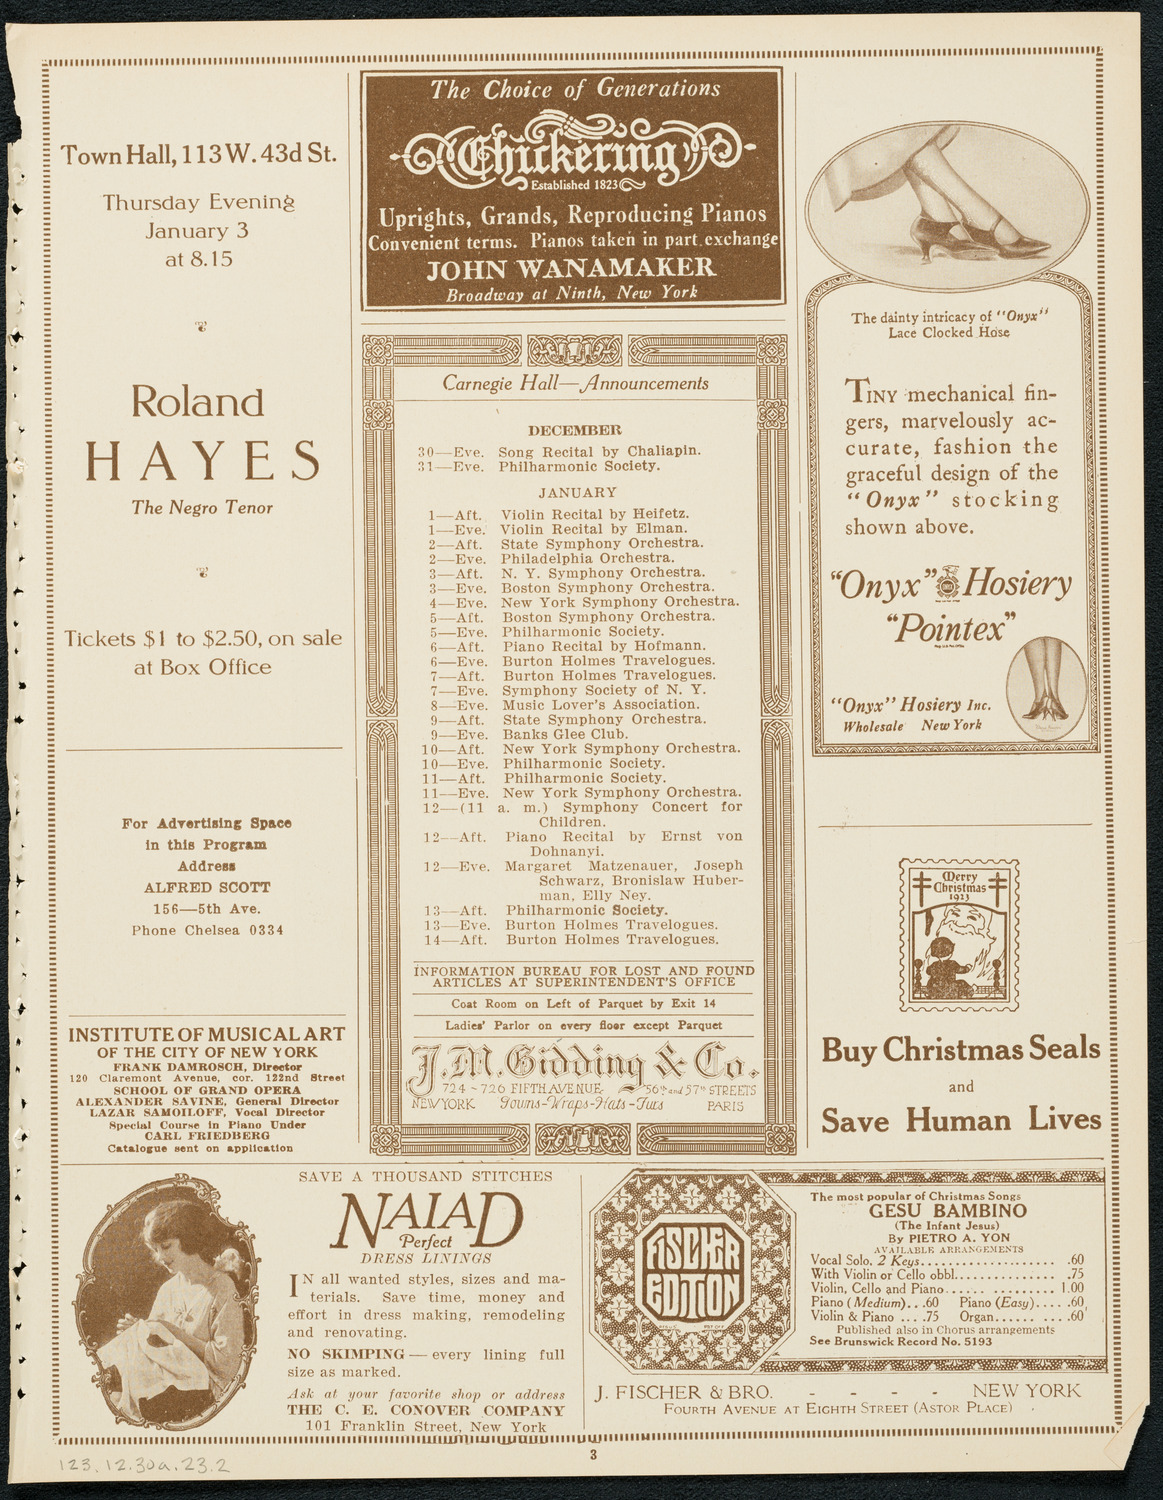 Town Hall, 113 W. 43d St.
Thursday Evening
January 3
at 8.15
Roland
HAYES
The Negro Tenor
Tickets $1 to $2.50, on sale
at Box Office
For Advertising Space
in this Program
Address
ALFRED SCOTT
156—5th Ave.
Phone Chelsea 0334
INSTITUTE OF MUSICAL ART
OF THE CITY OF NEW YORK
FRANK DAMROSCH, Director
120 Claremont Avenue, cor. 122nd Street
SCHOOL OF GRAND OPERA
ALEXANDER SAVINE, General Director
LAZAR SAMOILOFF, Vocal Director
Special Course in Piano Under
CARL FRIEDBERG
Catalogue sent on application
The Choice of Generations
Chickering
Established 1823
Uprights, Grands, Reproducing Pianos
Convenient terms. Pianos taken in part exchange
JOHN WANAMAKER
Broadway at Ninth, New York
Carnegie Hall—Announcements
DECEMBER
30—Eve. Song Recital by Chaliapin.
31—Eve. Philharmonic Society.
JANUARY
1—Aft. Violin Recital by Heifetz.
1—Eve. Violin Recital by Elman.
2—Aft. State Symphony Orchestra.
2—Eve. Philadelphia Orchestra.
3—Aft. N. Y. Symphony Orchestra.
3—Eve. Boston Symphony Orchestra.
4—Eve. New York Symphony Orchestra.
5—Aft. Boston Symphony Orchestra.
5—Eve. Philharmonic Society.
6—Aft. Piano Recital by Hofmann.
6—Eve. Burton Holmes Travelogues.
7—Aft. Burton Holmes Travelogues.
7—Eve. Symphony Society of N. Y.
8—Eve. Music Lover's Association.
9—Aft. State Symphony Orchestra.
9—Eve. Banks Glee Club.
10—Aft. New York Symphony Orchestra.
10—Eve. Philharmonic Society.
11—Aft. Philharmonic Society.
11—Eve. New York Symphony Orchestra.
12—(11 a. m.) Symphony Concert for
Children.
12—Aft. Piano Recital by Ernst von
Dohnanyi.
12—Eve. Margaret Matzenauer, Joseph
Schwarz, Bronislaw Huber-
man, Elly Ney.
13—Aft. Philharmonic Society.
13—Eve. Burton Holmes Travelogues.
14—Aft. Burton Holmes Travelogues.
INFORMATION BUREAU FOR LOST AND FOUND
ARTICLES AT SUPERINTENDENT'S OFFICE
Coat Room on Left of Parquet by Exit 14
Ladies' Parlor on every floor except Parquet
J. M. Gidding & Co.
724 - 726 FIFTH AVENUE 56th and 57th STREETS
NEW YORK Gowns-Wraps-Hats-Furs PARIS
The dainty intricacy of "Onyx"
Lace Clocked Hose
TINY mechanical fin-
gers, marvelously ac-
curate, fashion the
graceful design of the
"Onyx" stocking
shown above.
"Onyx" Hosiery
"Pointex"
"Onyx" Hosiery Inc.
Wholesale New York
Merry
Christmas
1923
Buy Christmas Seals
and
Save Human Lives
SAVE A THOUSAND STITCHES
NAIAD
Perfect
DRESS LININGS
IN all wanted styles, sizes and ma-
terials. Save time, money and
effort in dress making, remodeling
and renovating.
NO SKIMPING — every lining full
size as marked.
Ask at your favorite shop or address
THE C. E. CONOVER COMPANY
101 Franklin Street, New York
FISCHER
EDITION
The most popular of Christmas Songs
GESU BAMBINO
(The Infant Jesus)
By PIETRO A. YON
AVAILABLE ARRANGEMENTS
Vocal Solo, 2 Keys.................... .60
With Violin or Cello obbl.............. .75
Violin, Cello and Piano...... ......... 1.00
Piano (Medium)...60 Piano (Easy)..... .60
Violin & Piano ....75 Organ...... .... .60
Published also in Chorus arrangements
See Brunswick Record No. 5193
J. FISCHER & BRO. - - - - NEW YORK
FOURTH AVENUE AT EIGHTH STREET (ASTOR PLACE)
3
123.12.30a.23.2